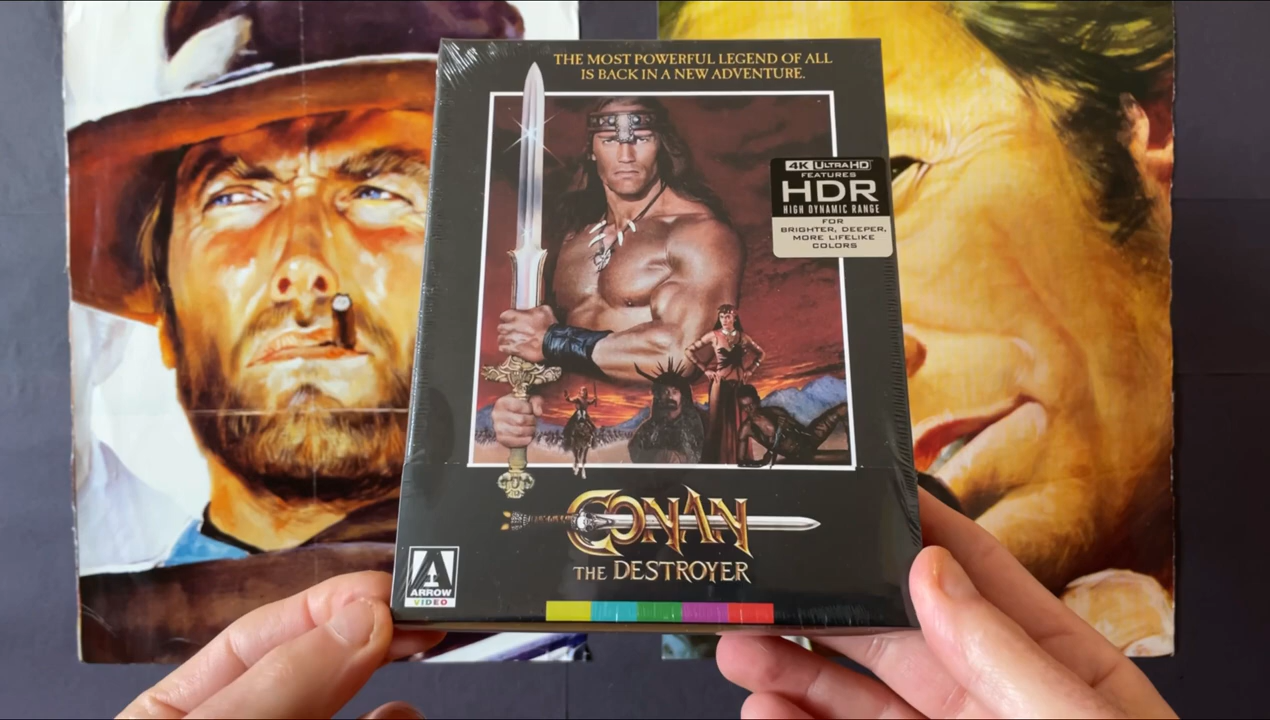 THE MOST POWERFUL LEGEND OF ALL
IS BACK IN A NEW ADVENTURE.
4K ULTRA HD
FEATURES
HDR
HIGH DYNAMIC RANGE
FOR
BRIGHTER, DEEPER,
MORE LIFELIKE
COLORS
CONAN
THE DESTROYER
A
ARROW
VIDEO